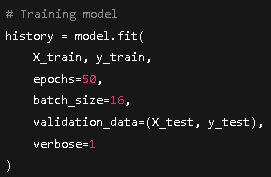 # Training model
history = model.fit(
    X_train, y_train,
    epochs=50,
    batch_size=16,
    validation_data=(X_test, y_test),
    verbose=1
)